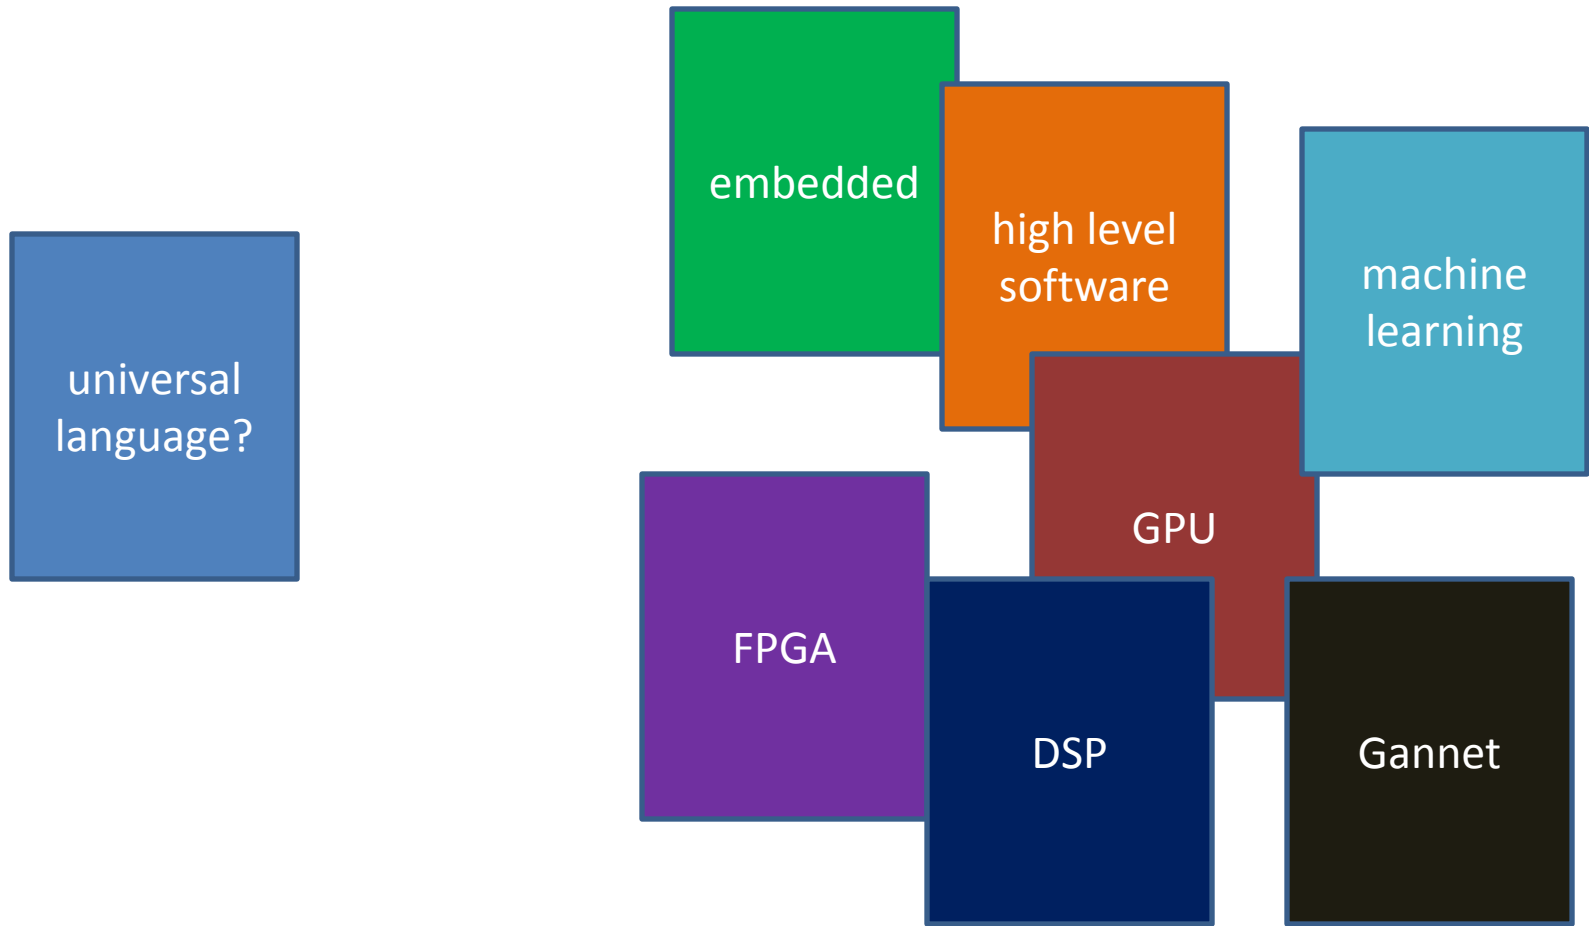 universal
language?
embedded
high level
software
machine
learning
GPU
FPGA
DSP
Gannet